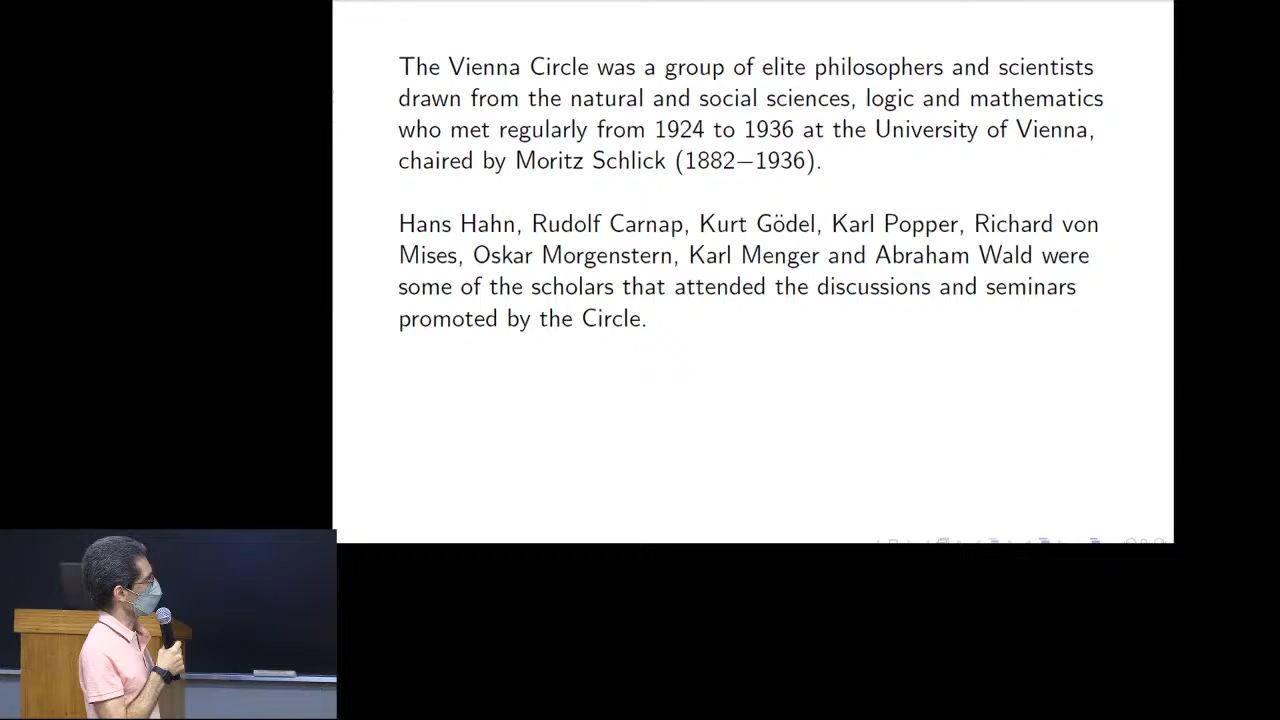 The Vienna Circle was a group of elite philosophers and scientists
drawn from the natural and social sciences, logic and mathematics
who met regularly from 1924 to 1936 at the University of Vienna,
chaired by Moritz Schlick (1882−1936).
Hans Hahn, Rudolf Carnap, Kurt Gödel, Karl Popper, Richard von
Mises, Oskar Morgenstern, Karl Menger and Abraham Wald were
some of the scholars that attended the discussions and seminars
promoted by the Circle.